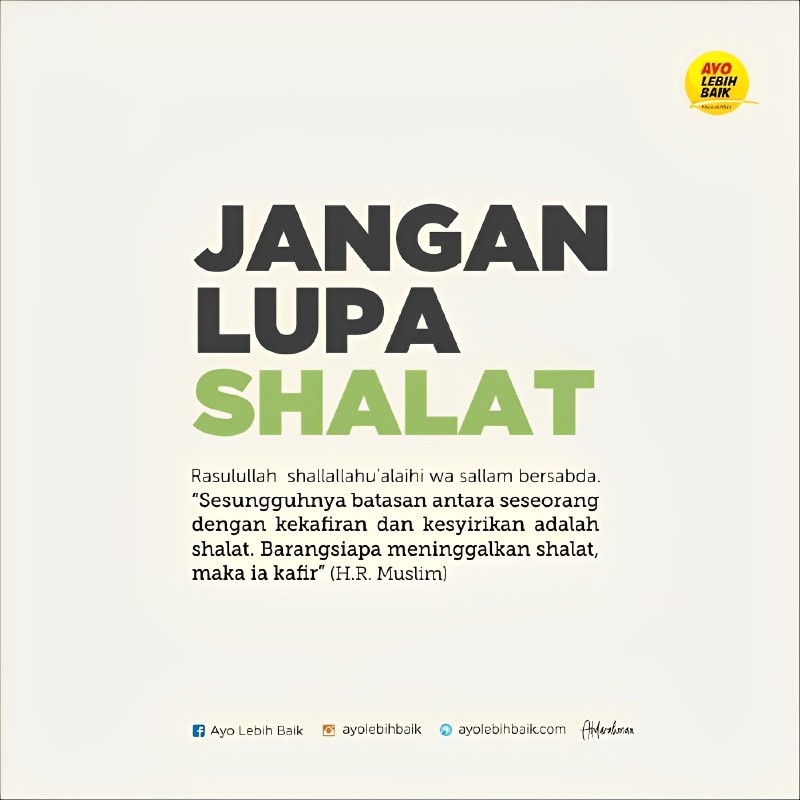 AYO
LEBIH
BAIK
JANGAN
LUPA
SHALAT
Rasulullah shallallahu'alaihi wa sallam bersabda.
"Sesungguhnya batasan antara seseorang
dengan kekafiran dan kesyirikan adalah
shalat. Barangsiapa meninggalkan shalat,
maka ia kafir" (H.R. Muslim)
Ayo Lebih Baik ayolebihbaik ayolebihbaik.com